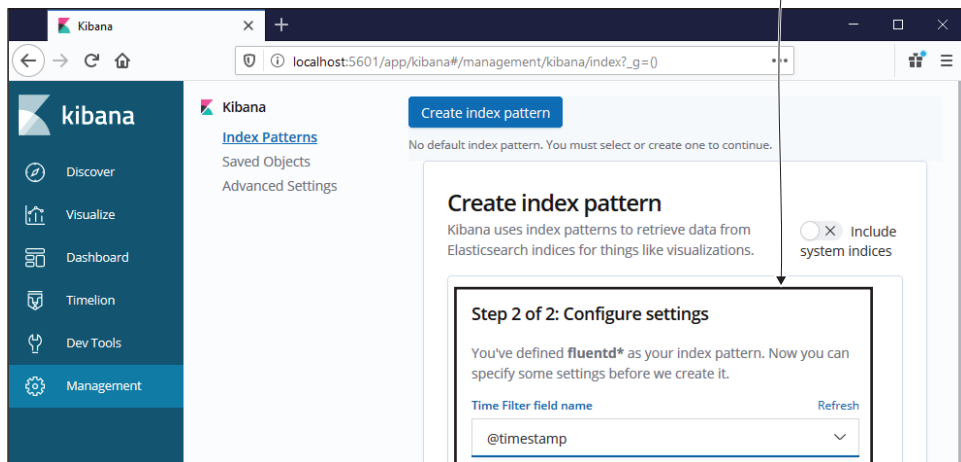 Kibana
localhost:5601/app/kibana#/management/kibana/index?_g=()
kibana
Discover
Visualize
Dashboard
Timelion
Dev Tools
Management
Kibana
Index Patterns
Saved Objects
Advanced Settings
Create index pattern
No default index pattern. You must select or create one to continue.
Create index pattern
Kibana uses index patterns to retrieve data from
Elasticsearch indices for things like visualizations.
Include
system indices
Step 2 of 2: Configure settings
You've defined fluentd* as your index pattern. Now you can
specify some settings before we create it.
Time Filter field name
Refresh
@timestamp